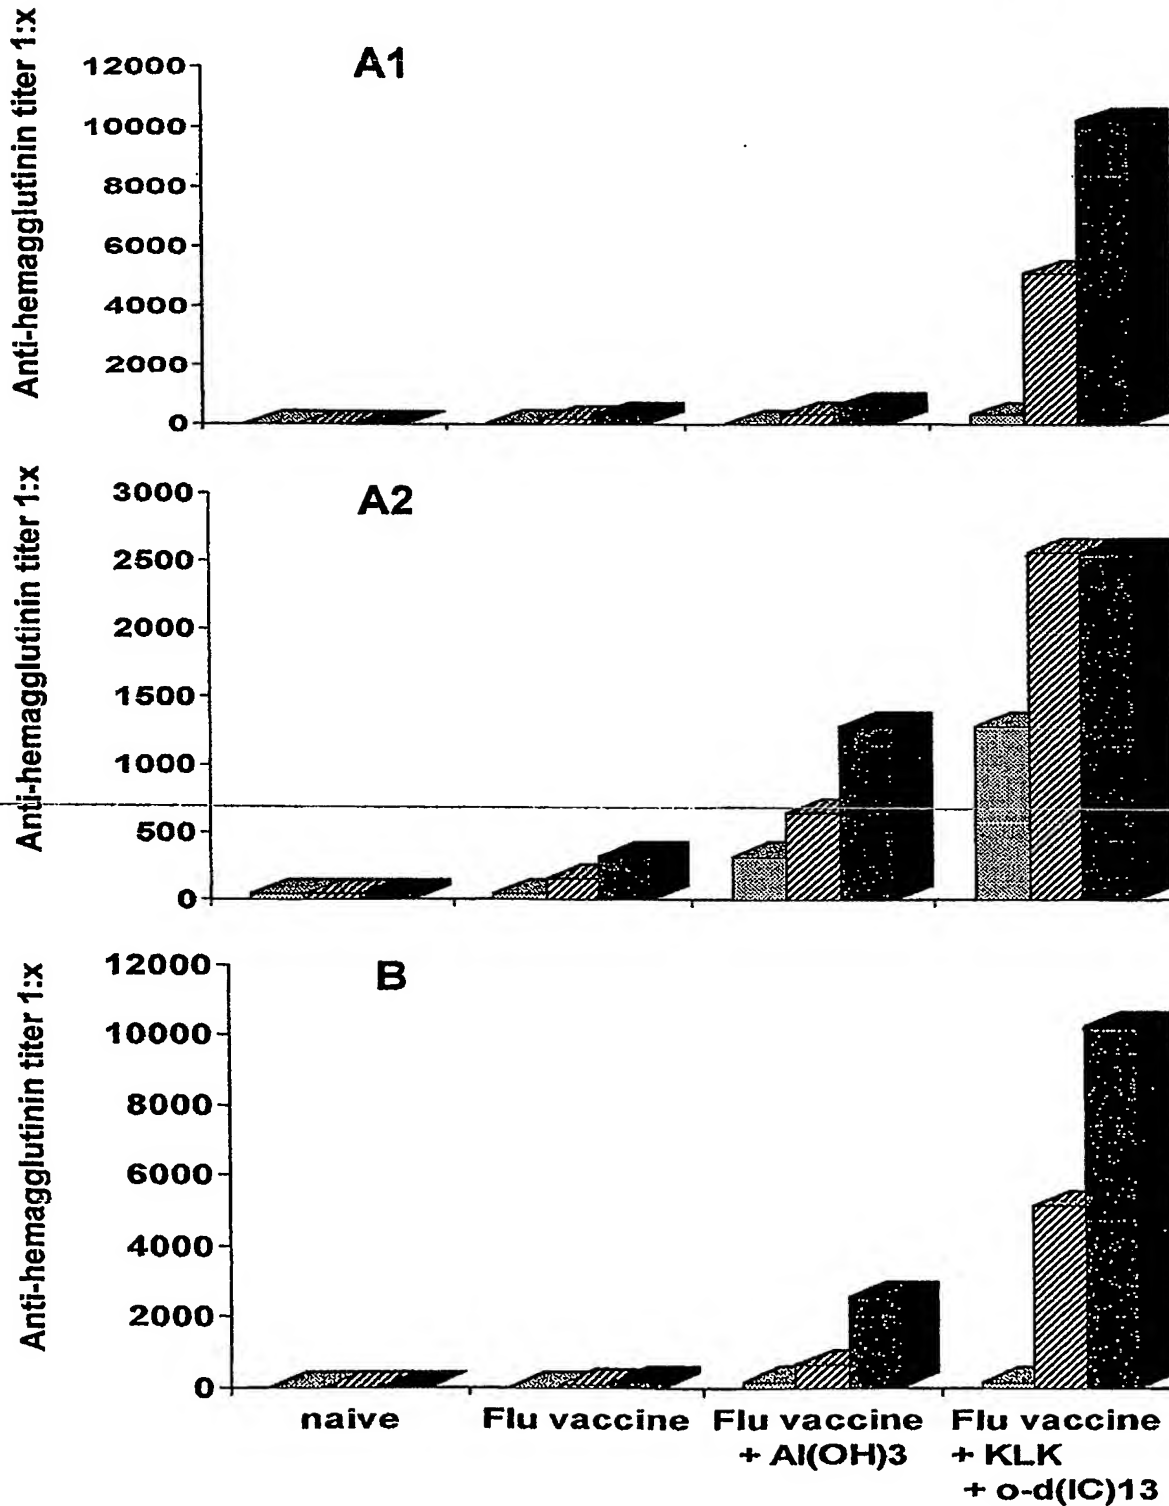 Anti-hemagglutinin titer 1:x
A1
12000
10000
8000
6000
4000
2000
0
Anti-hemagglutinin titer 1:x
A2
3000
2500
2000
1500
1000
500
0
Anti-hemagglutinin titer 1:x
B
12000
10000
8000
6000
4000
2000
0
naive
Flu vaccine
Flu vaccine
+ Al(OH)3
Flu vaccine
+ KLK
+ o-d(IC)13